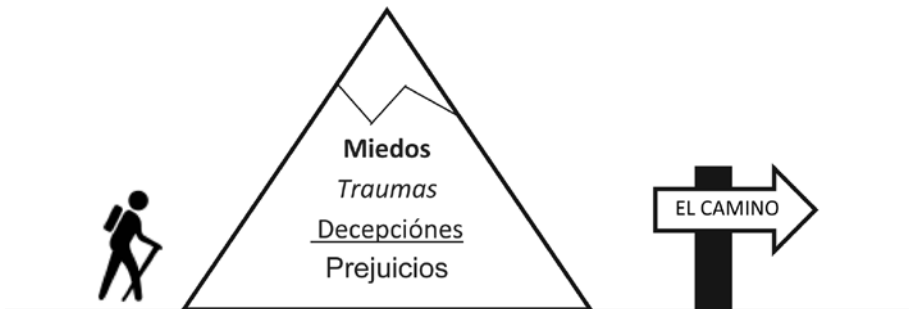 Miedos
Traumas
Decepciónes
Prejuicios
EL CAMINO